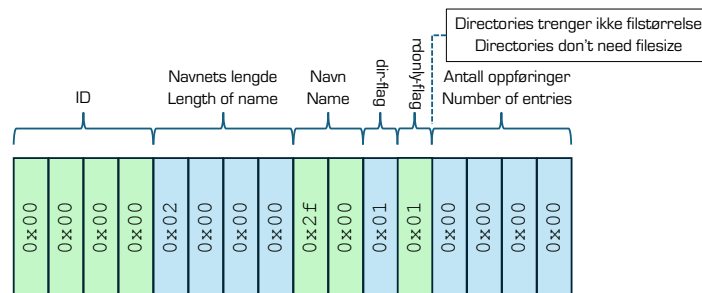 Directories trenger ikke filstørrelse
Directories don't need filesize
ID
Navnets lengde
Length of name
Navn
Name
dir-flag
rdonly-flag
Antall oppføringer
Number of entries
0x00
0x00
0x00
0x00
0x02
0x00
0x00
0x00
0x2f
0x00
0x01
0x01
0x00
0x00
0x00
0x00